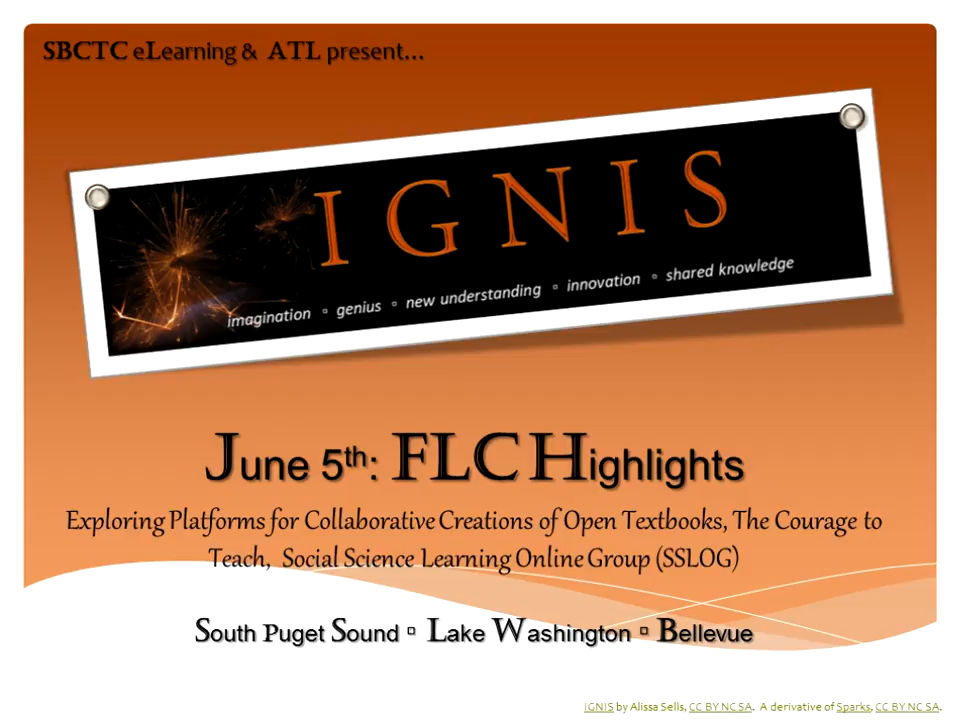 SBCTC eLearning & ATL present...
IGNIS
imagination ▫ genius ▫ new understanding ▫ innovation ▫ shared knowledge
June 5th: FLC Highlights
Exploring Platforms for Collaborative Creations of Open Textbooks, The Courage to
Teach, Social Science Learning Online Group (SSLOG)
South Puget Sound ▫ Lake Washington ▫ Bellevue
IGNIS by Alissa Sells, CC BY NC SA. A derivative of Sparks, CC BY NC SA.